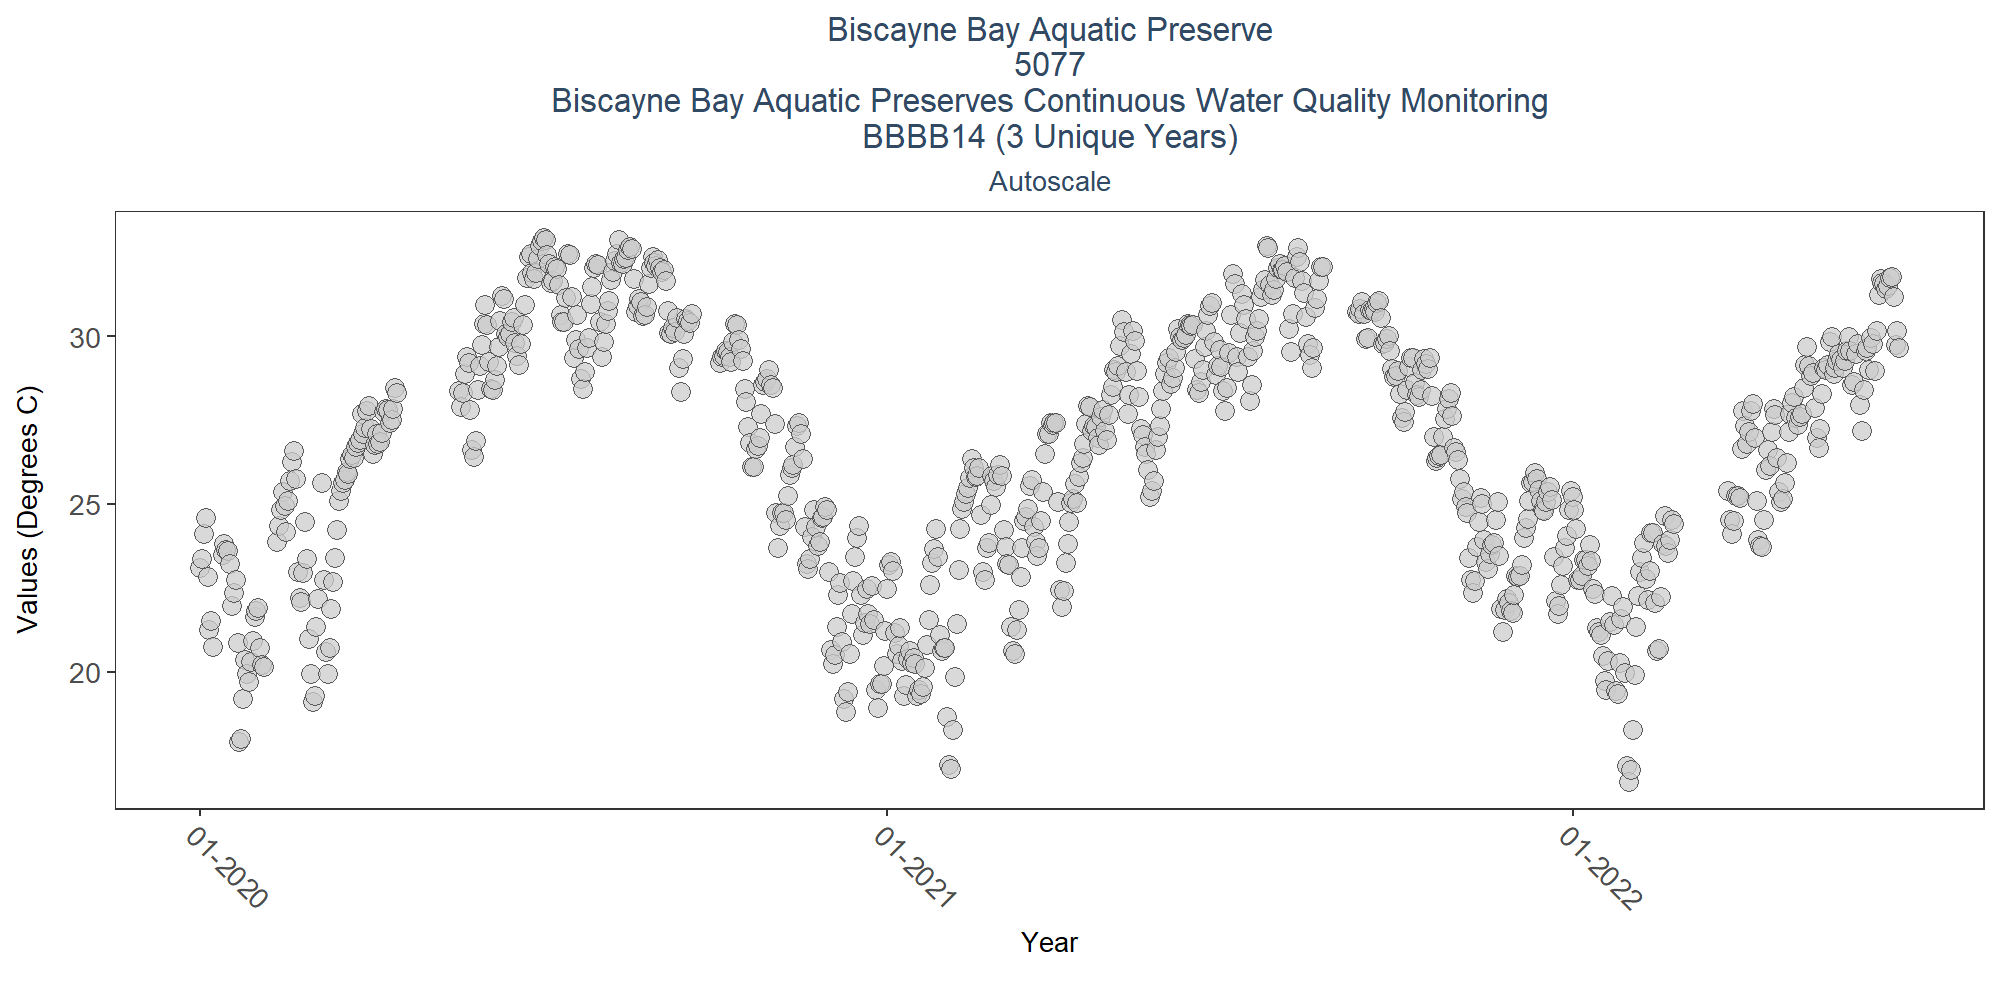 Biscayne Bay Aquatic Preserve
5077
Biscayne Bay Aquatic Preserves Continuous Water Quality Monitoring
BBBB14 (3 Unique Years)
Autoscale
Values (Degrees C)
30
25
20
01-2020
01-2021
01-2022
Year